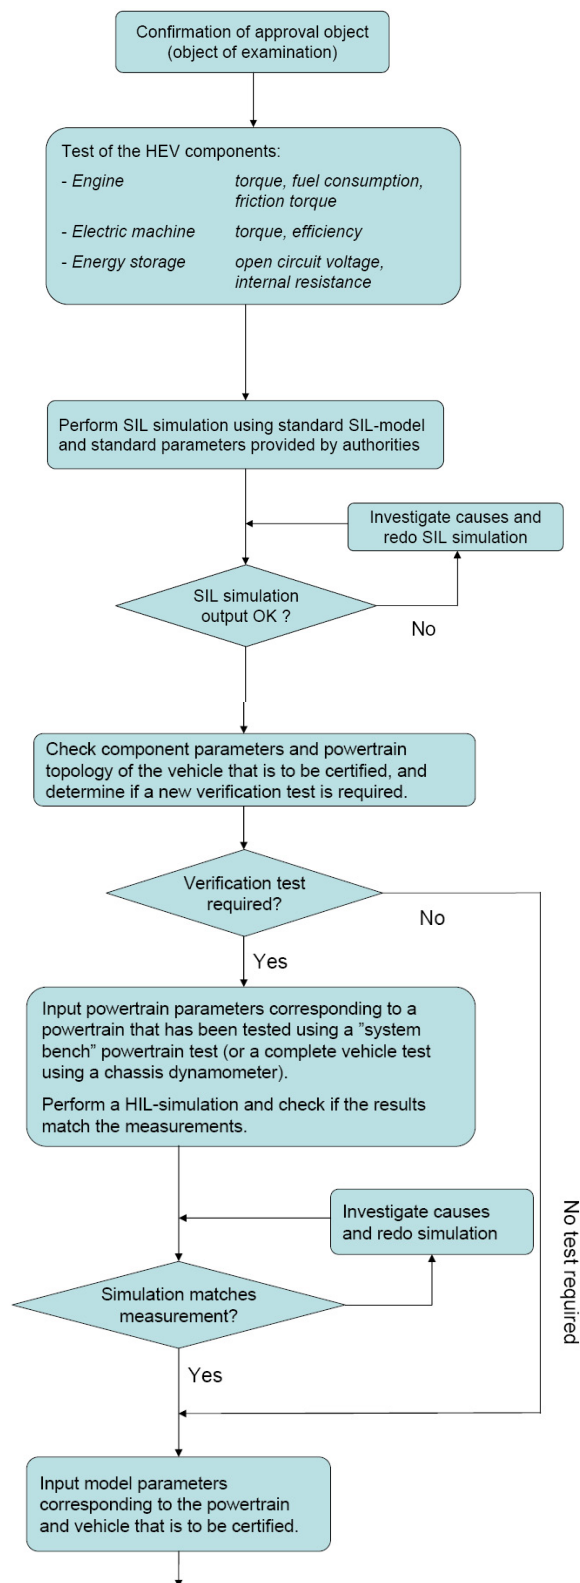 Confirmation of approval object
(object of examination)
Test of the HEV components:
- Engine torque, fuel consumption,
friction torque
- Electric machine torque, efficiency
- Energy storage open circuit voltage,
internal resistance
Perform SIL simulation using standard SIL-model
and standard parameters provided by authorities
Investigate causes and
redo SIL simulation
SIL simulation
output OK ?
No
Check component parameters and powertrain
topology of the vehicle that is to be certified, and
determine if a new verification test is required.
Verification test
required?
No
Yes
Input powertrain parameters corresponding to a
powertrain that has been tested using a ”system
bench” powertrain test (or a complete vehicle test
using a chassis dynamometer).
Perform a HIL-simulation and check if the results
match the measurements.
Investigate causes
and redo simulation
No test required
Simulation matches
measurement?
Yes
Input model parameters
corresponding to the powertrain
and vehicle that is to be certified.